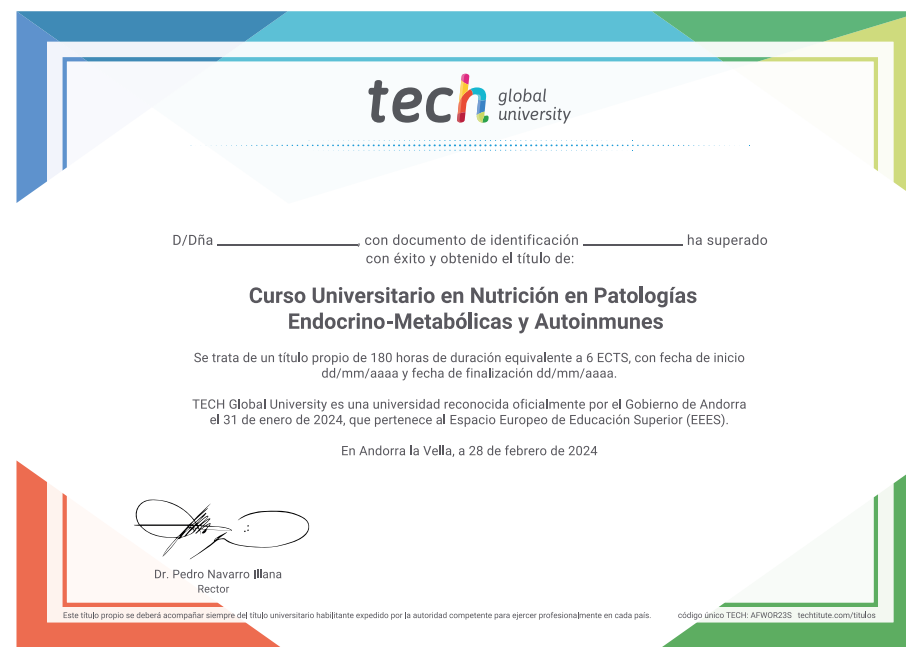 tech global university
D/Dña ____________________, con documento de identificación ______________ ha superado
con éxito y obtenido el título de:
Curso Universitario en Nutrición en Patologías
Endocrino-Metabólicas y Autoinmunes
Se trata de un título propio de 180 horas de duración equivalente a 6 ECTS, con fecha de inicio
dd/mm/aaaa y fecha de finalización dd/mm/aaaa.
TECH Global University es una universidad reconocida oficialmente por el Gobierno de Andorra
el 31 de enero de 2024, que pertenece al Espacio Europeo de Educación Superior (EEES).
En Andorra la Vella, a 28 de febrero de 2024
Dr. Pedro Navarro Illana
Rector
Este título propio se deberá acompañar siempre del título universitario habilitante expedido por la autoridad competente para ejercer profesionalmente en cada país. código único TECH: AFWOR23S techtitute.com/titulos